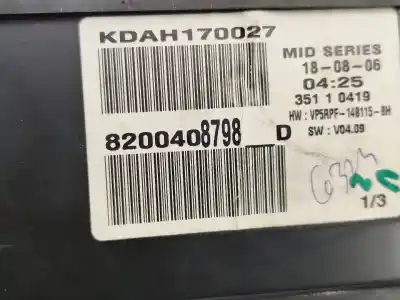 KDAH170027
MID SERIES
18-08-06
04:25
351 1 0419
HW : VP5RPF-14B115-BH
SW : V04.09
8200408798__D
1/3